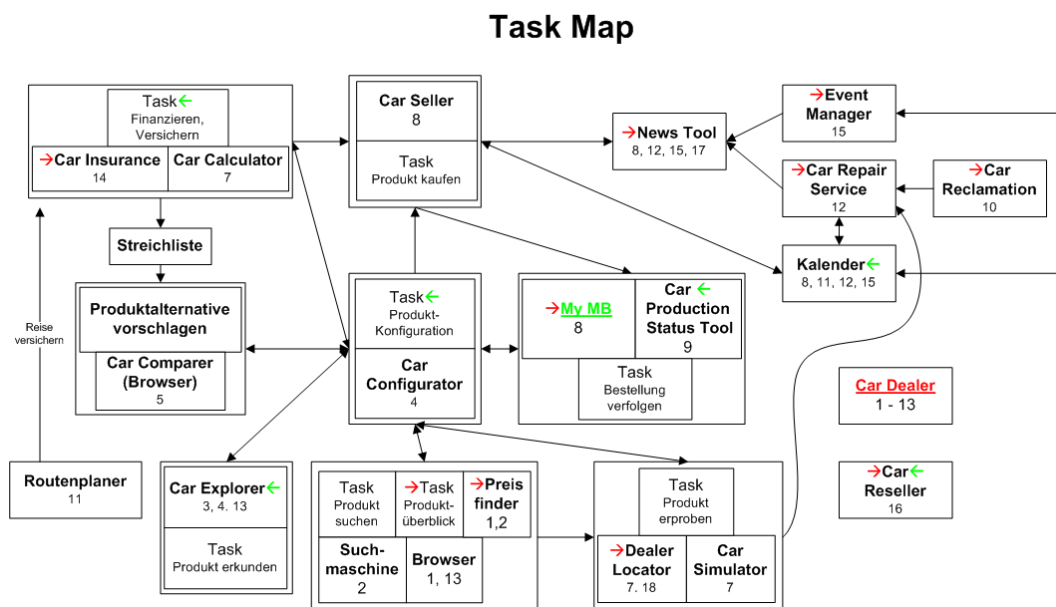 Task Map
Task←
Finanzieren,
Versichern
→Car Insurance
14
Car Calculator
7
Car Seller
8
Task
Produkt kaufen
→News Tool
8, 12, 15, 17
→Event
Manager
15
→Car Repair
Service
12
→Car
Reclamation
10
Streichliste
Kalender←
8, 11, 12, 15
Produktalternative
vorschlagen
Car Comparer
(Browser)
5
Reise
versichern
Task←
Produkt-
Konfiguration
Car
Configurator
4
→My MB
8
Car ←
Production
Status Tool
9
Task
Bestellung
verfolgen
Car Dealer
1 - 13
Routenplaner
11
Car Explorer←
3, 4. 13
Task
Produkt erkunden
Task
Produkt
suchen
→Task
Produkt-
überblick
→Preis
finder
1,2
Such-
maschine
2
Browser
1, 13
Task
Produkt
erproben
→Dealer
Locator
7. 18
Car
Simulator
7
→Car←
Reseller
16